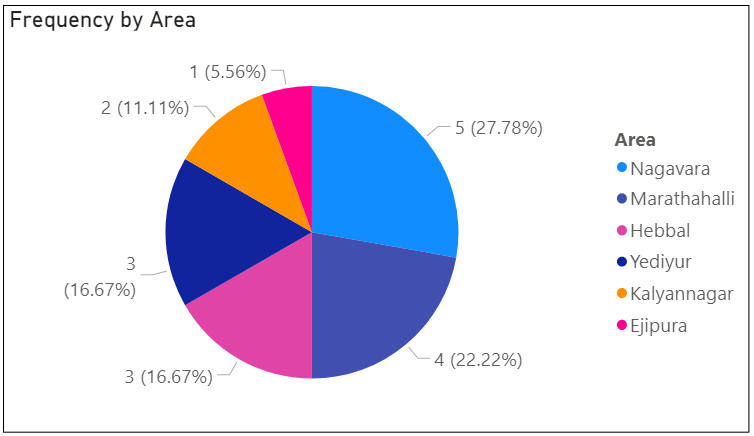 Frequency by Area
1 (5.56%)
2 (11.11%)
5 (27.78%)
3
(16.67%)
3 (16.67%)
4 (22.22%)
Area
Nagavara
Marathahalli
Hebbal
Yediyur
Kalyannagar
Ejipura